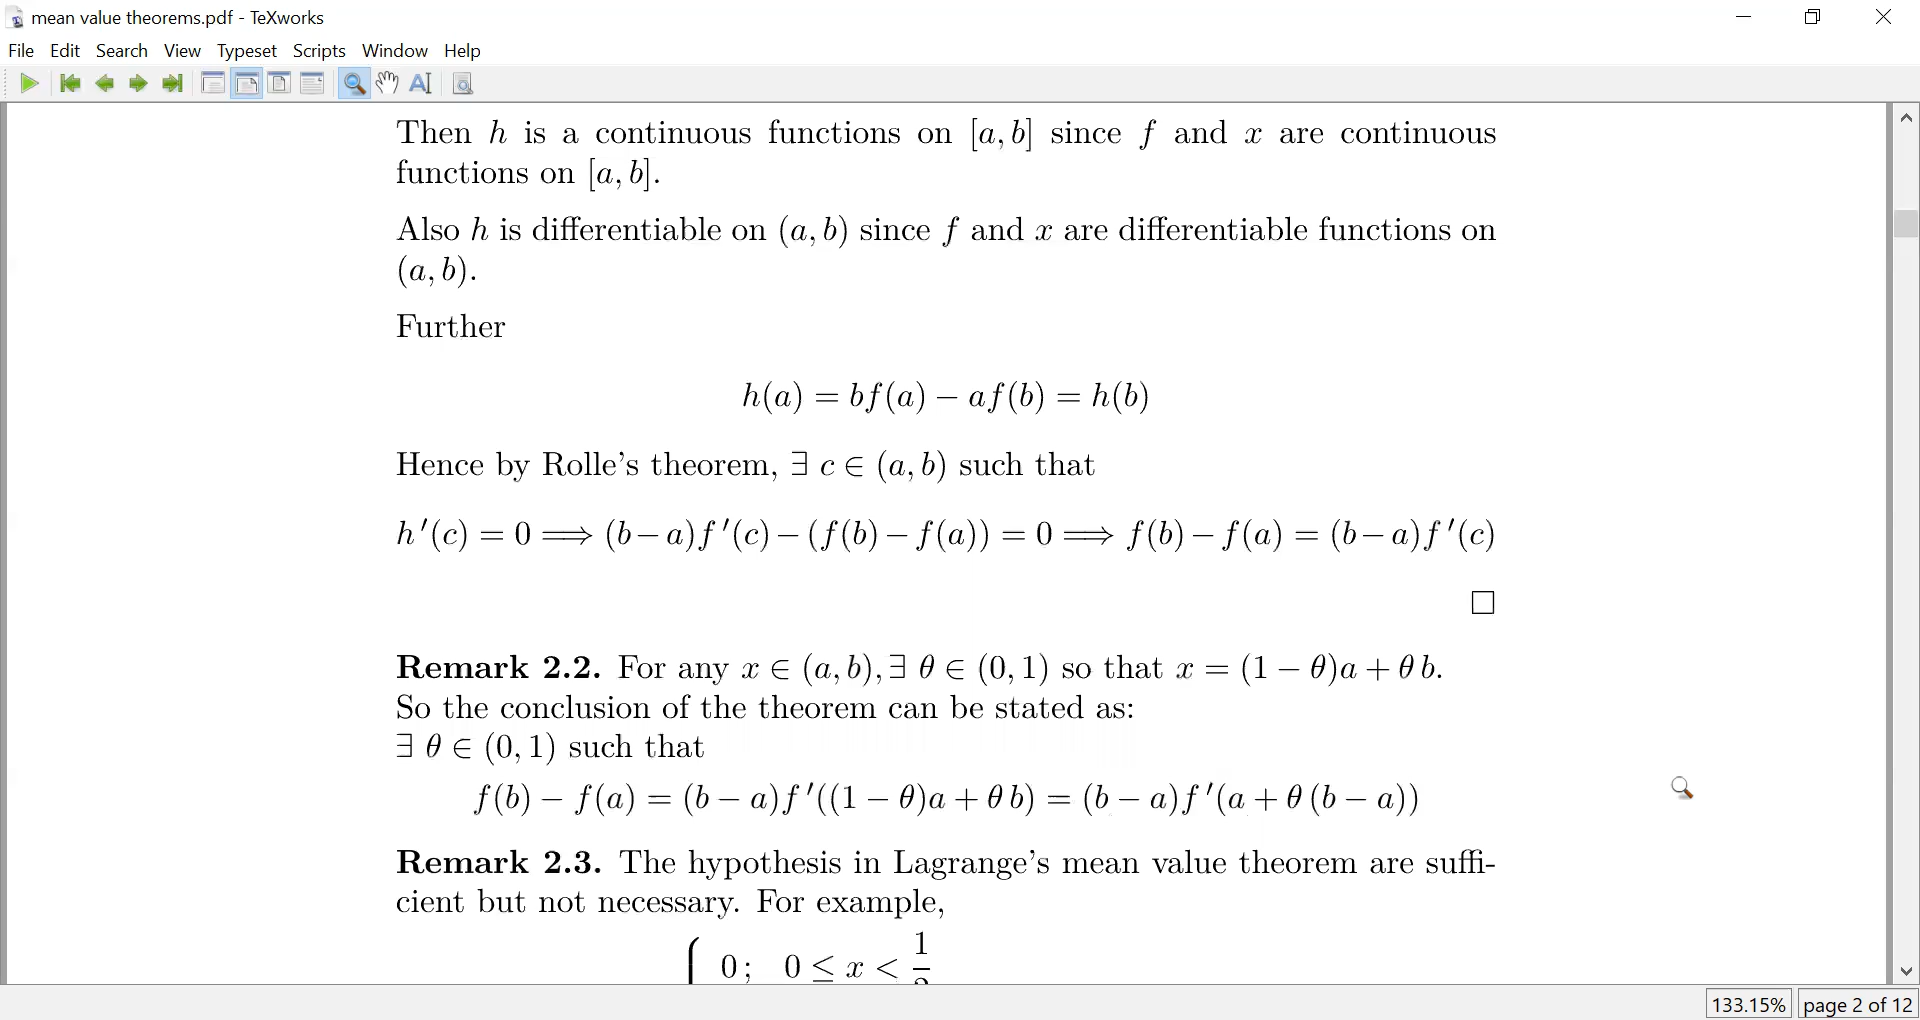 mean value theorems.pdf - TeXworks
File Edit Search View Typeset Scripts Window Help
Then h is a continuous functions on [a, b] since f and x are continuous
functions on [a, b].
Also h is differentiable on (a, b) since f and x are differentiable functions on
(a, b).
Further
h(a) = bf(a) − af(b) = h(b)
Hence by Rolle's theorem, ∃ c ∈ (a, b) such that
h′(c) = 0 ⟹ (b − a)f′(c) − (f(b) − f(a)) = 0 ⟹ f(b) − f(a) = (b − a)f′(c)
□
Remark 2.2. For any x ∈ (a, b), ∃ θ ∈ (0, 1) so that x = (1 − θ)a + θ b.
So the conclusion of the theorem can be stated as:
∃ θ ∈ (0, 1) such that
f(b) − f(a) = (b − a)f′((1 − θ)a + θ b) = (b − a)f′(a + θ (b − a))
Remark 2.3. The hypothesis in Lagrange's mean value theorem are suffi-
cient but not necessary. For example,
0; 0 ≤ x < 1
133.15% page 2 of 12